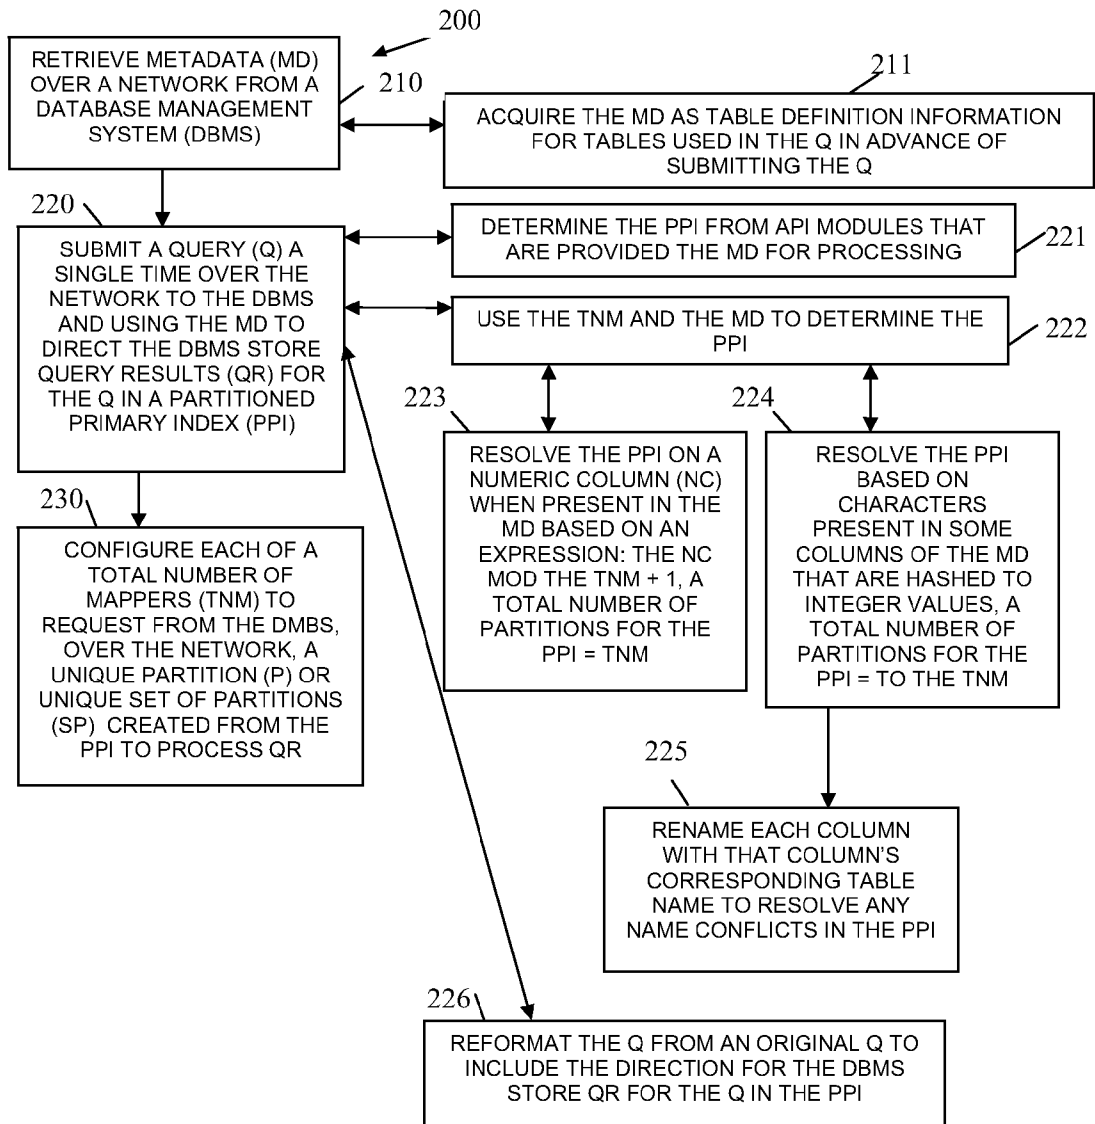 200
RETRIEVE METADATA (MD)
OVER A NETWORK FROM A
DATABASE MANAGEMENT
SYSTEM (DBMS)
210
211
ACQUIRE THE MD AS TABLE DEFINITION INFORMATION
FOR TABLES USED IN THE Q IN ADVANCE OF
SUBMITTING THE Q
220
SUBMIT A QUERY (Q) A
SINGLE TIME OVER THE
NETWORK TO THE DBMS
AND USING THE MD TO
DIRECT THE DBMS STORE
QUERY RESULTS (QR) FOR
THE Q IN A PARTITIONED
PRIMARY INDEX (PPI)
DETERMINE THE PPI FROM API MODULES THAT
ARE PROVIDED THE MD FOR PROCESSING
221
USE THE TNM AND THE MD TO DETERMINE THE
PPI
222
223
RESOLVE THE PPI ON A
NUMERIC COLUMN (NC)
WHEN PRESENT IN THE
MD BASED ON AN
EXPRESSION: THE NC
MOD THE TNM + 1, A
TOTAL NUMBER OF
PARTITIONS FOR THE
PPI = TNM
224
RESOLVE THE PPI
BASED ON
CHARACTERS
PRESENT IN SOME
COLUMNS OF THE MD
THAT ARE HASHED TO
INTEGER VALUES, A
TOTAL NUMBER OF
PARTITIONS FOR THE
PPI = TO THE TNM
230
CONFIGURE EACH OF A
TOTAL NUMBER OF
MAPPERS (TNM) TO
REQUEST FROM THE DMBS,
OVER THE NETWORK, A
UNIQUE PARTITION (P) OR
UNIQUE SET OF PARTITIONS
(SP) CREATED FROM THE
PPI TO PROCESS QR
225
RENAME EACH COLUMN
WITH THAT COLUMN'S
CORRESPONDING TABLE
NAME TO RESOLVE ANY
NAME CONFLICTS IN THE PPI
226
REFORMAT THE Q FROM AN ORIGINAL Q TO
INCLUDE THE DIRECTION FOR THE DBMS
STORE QR FOR THE Q IN THE PPI